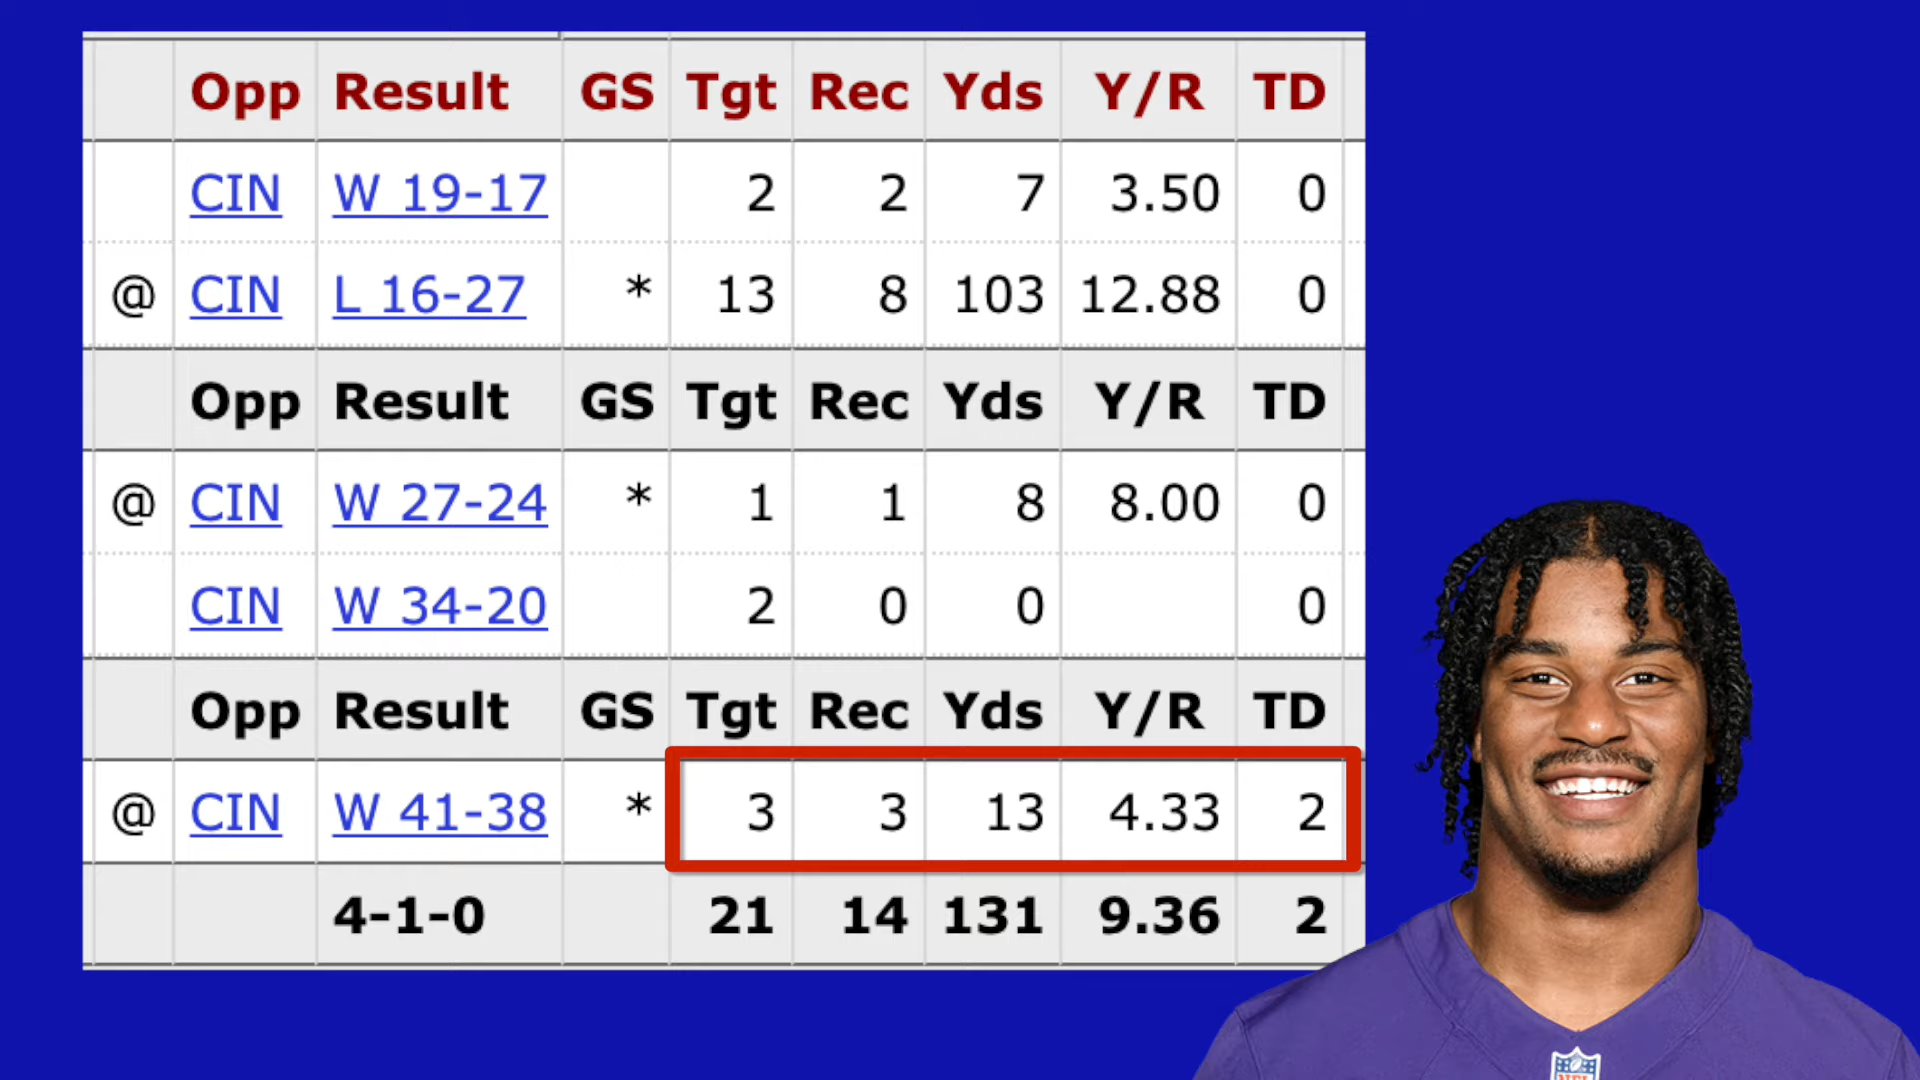 Opp Result GS Tgt Rec Yds Y/R TD
CIN W 19-17 2 2 7 3.50 0
@ CIN L 16-27 * 13 8 103 12.88 0
Opp Result GS Tgt Rec Yds Y/R TD
@ CIN W 27-24 * 1 1 8 8.00 0
CIN W 34-20 2 0 0 0
Opp Result GS Tgt Rec Yds Y/R TD
@ CIN W 41-38 * 3 3 13 4.33 2
4-1-0 21 14 131 9.36 2
NFL